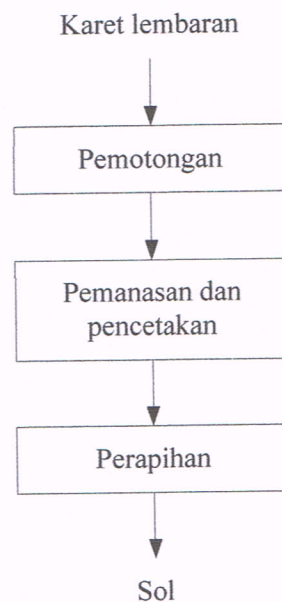 Karet lembaran
Pemotongan
Pemanasan dan
pencetakan
Perapihan
Sol